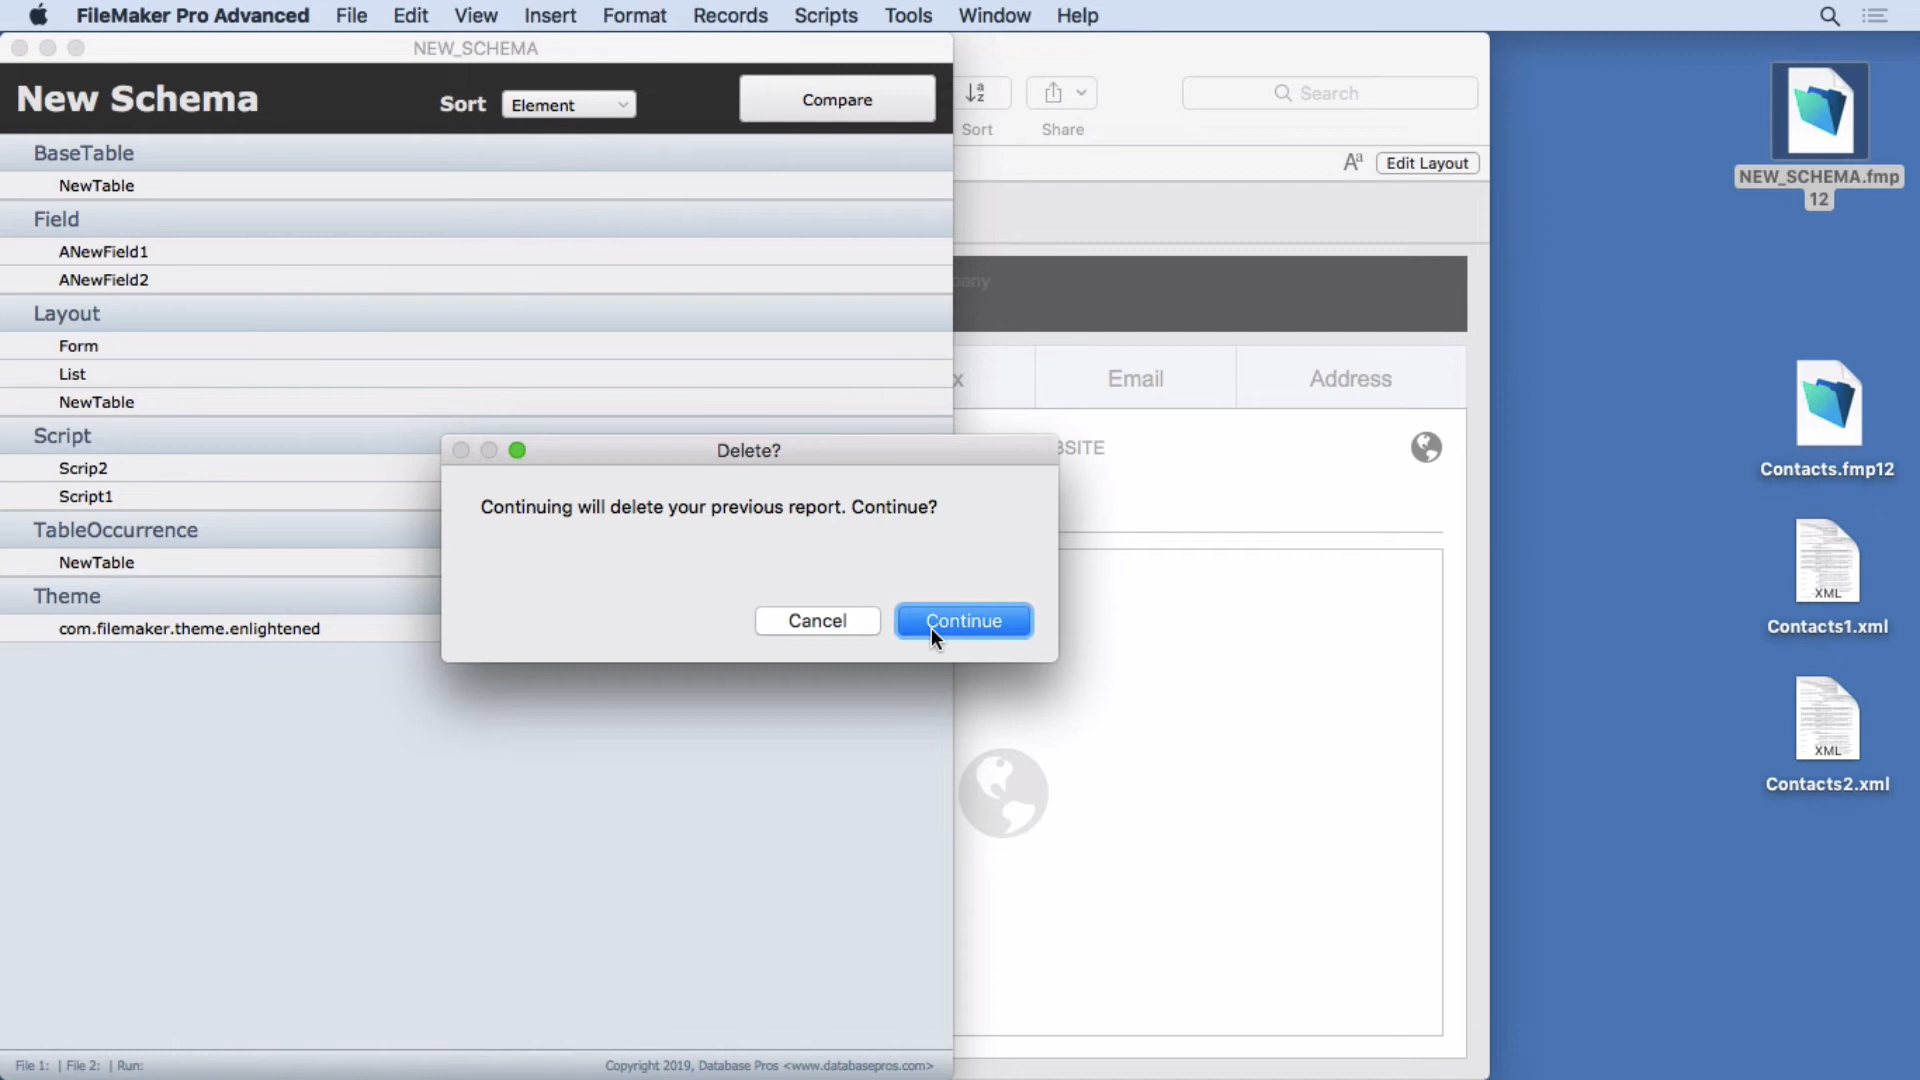 FileMaker Pro Advanced File Edit View Insert Format Records Scripts Tools Window Help
NEW_SCHEMA
New Schema
Sort Element
Compare
Sort
Share
Search
Edit Layout
BaseTable
NewTable
Field
ANewField1
ANewField2
Layout
Form
List
NewTable
Script
Scrip2
Script1
TableOccurrence
NewTable
Theme
com.filemaker.theme.enlightened
Email
Address
Delete?
Continuing will delete your previous report. Continue?
Cancel
Continue
NEW_SCHEMA.fmp
12
Contacts.fmp12
XML
Contacts1.xml
XML
Contacts2.xml
File 1: | File 2: | Run:
Copyright 2019, Database Pros <www.databasepros.com>